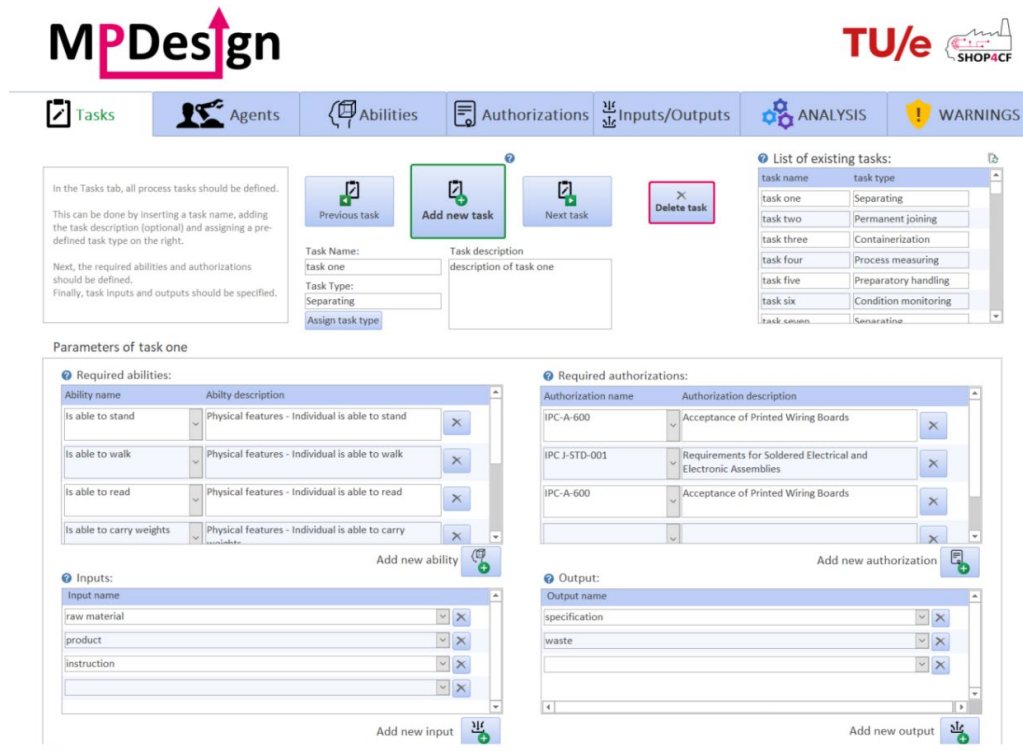 MPDesign
TU/e
SHOP4CF
Tasks
Agents
Abilities
Authorizations
Inputs/Outputs
ANALYSIS
WARNINGS
In the Tasks tab, all process tasks should be defined.
This can be done by inserting a task name, adding
the task description (optional) and assigning a pre-
defined task type on the right.
Next, the required abilities and authorizations
should be defined.
Finally, task inputs and outputs should be specified.
Previous task
Add new task
Next task
Delete task
Task Name:
task one
Task Type:
Separating
Assign task type
Task description
description of task one
List of existing tasks:
task name task type
task one Separating
task two Permanent joining
task three Containerization
task four Process measuring
task five Preparatory handling
task six Condition monitoring
task seven Separating
Parameters of task one
Required abilities:
Ability name Abilty description
Is able to stand Physical features - Individual is able to stand
Is able to walk Physical features - Individual is able to walk
Is able to read Physical features - Individual is able to read
Is able to carry weights Physical features - Individual is able to carry
weights
Add new ability
Required authorizations:
Authorization name Authorization description
IPC-A-600 Acceptance of Printed Wiring Boards
IPC J-STD-001 Requirements for Soldered Electrical and
Electronic Assemblies
IPC-A-600 Acceptance of Printed Wiring Boards
Add new authorization
Inputs:
Input name
raw material
product
instruction
Add new input
Output:
Output name
specification
waste
Add new output